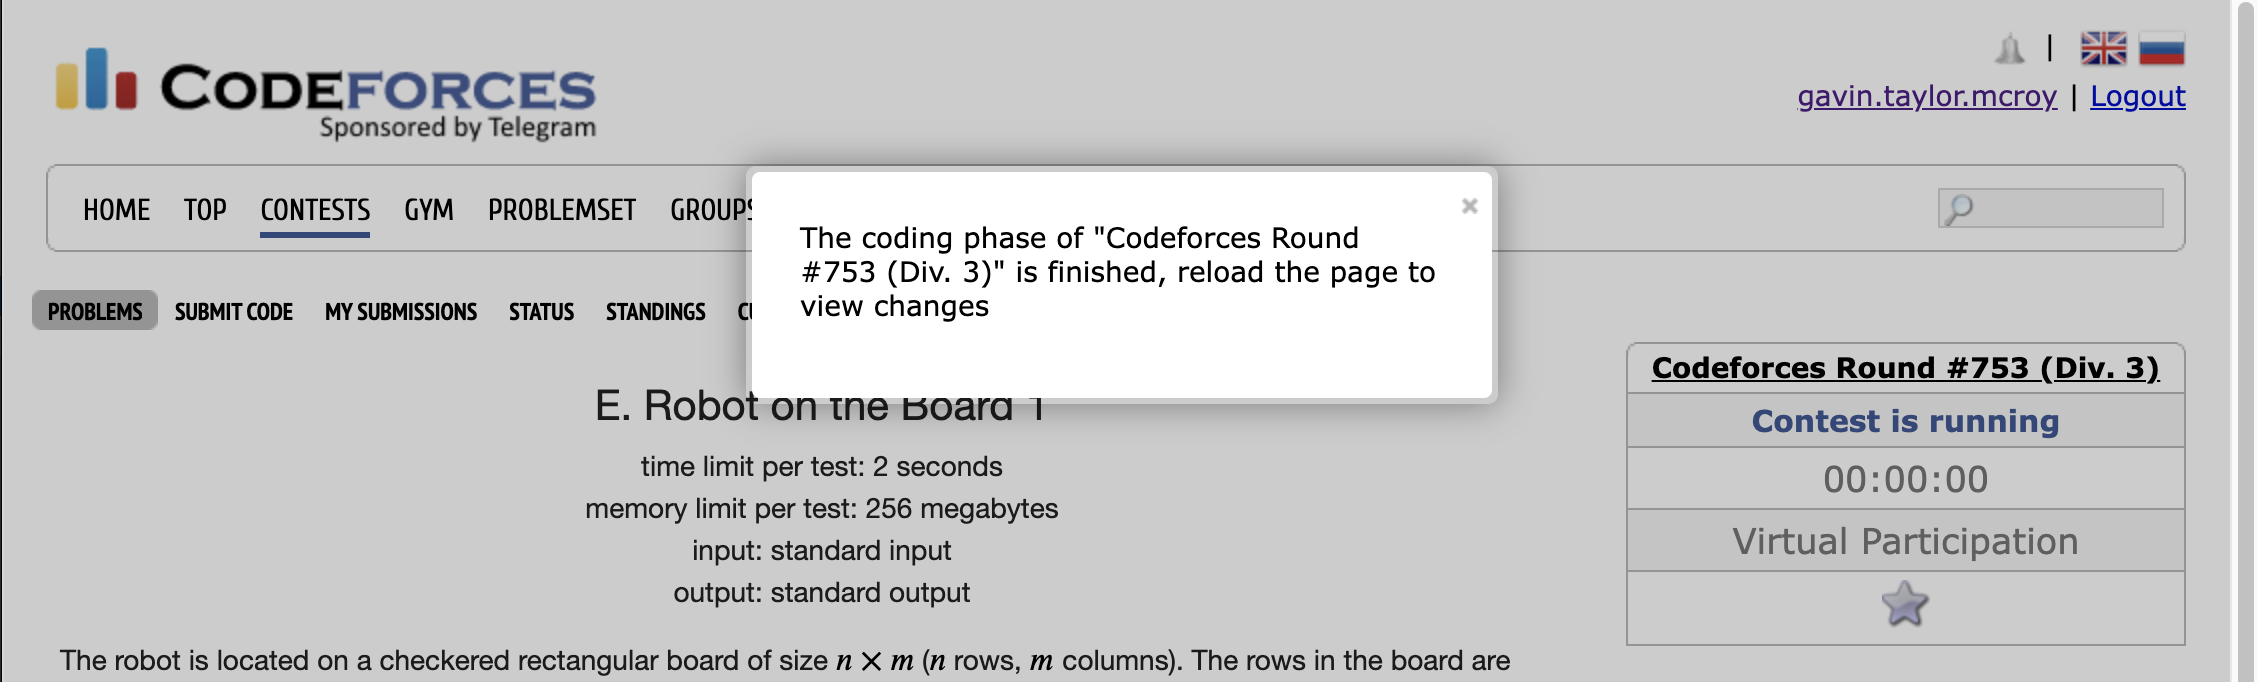 CODEFORCES
Sponsored by Telegram
|
gavin.taylor.mcroy | Logout
HOME TOP CONTESTS GYM PROBLEMSET GROUPS
The coding phase of "Codeforces Round
#753 (Div. 3)" is finished, reload the page to
view changes
×
PROBLEMS SUBMIT CODE MY SUBMISSIONS STATUS STANDINGS
E. Robot on the Board 1
time limit per test: 2 seconds
memory limit per test: 256 megabytes
input: standard input
output: standard output
The robot is located on a checkered rectangular board of size n × m (n rows, m columns). The rows in the board are
Codeforces Round #753 (Div. 3)
Contest is running
00:00:00
Virtual Participation